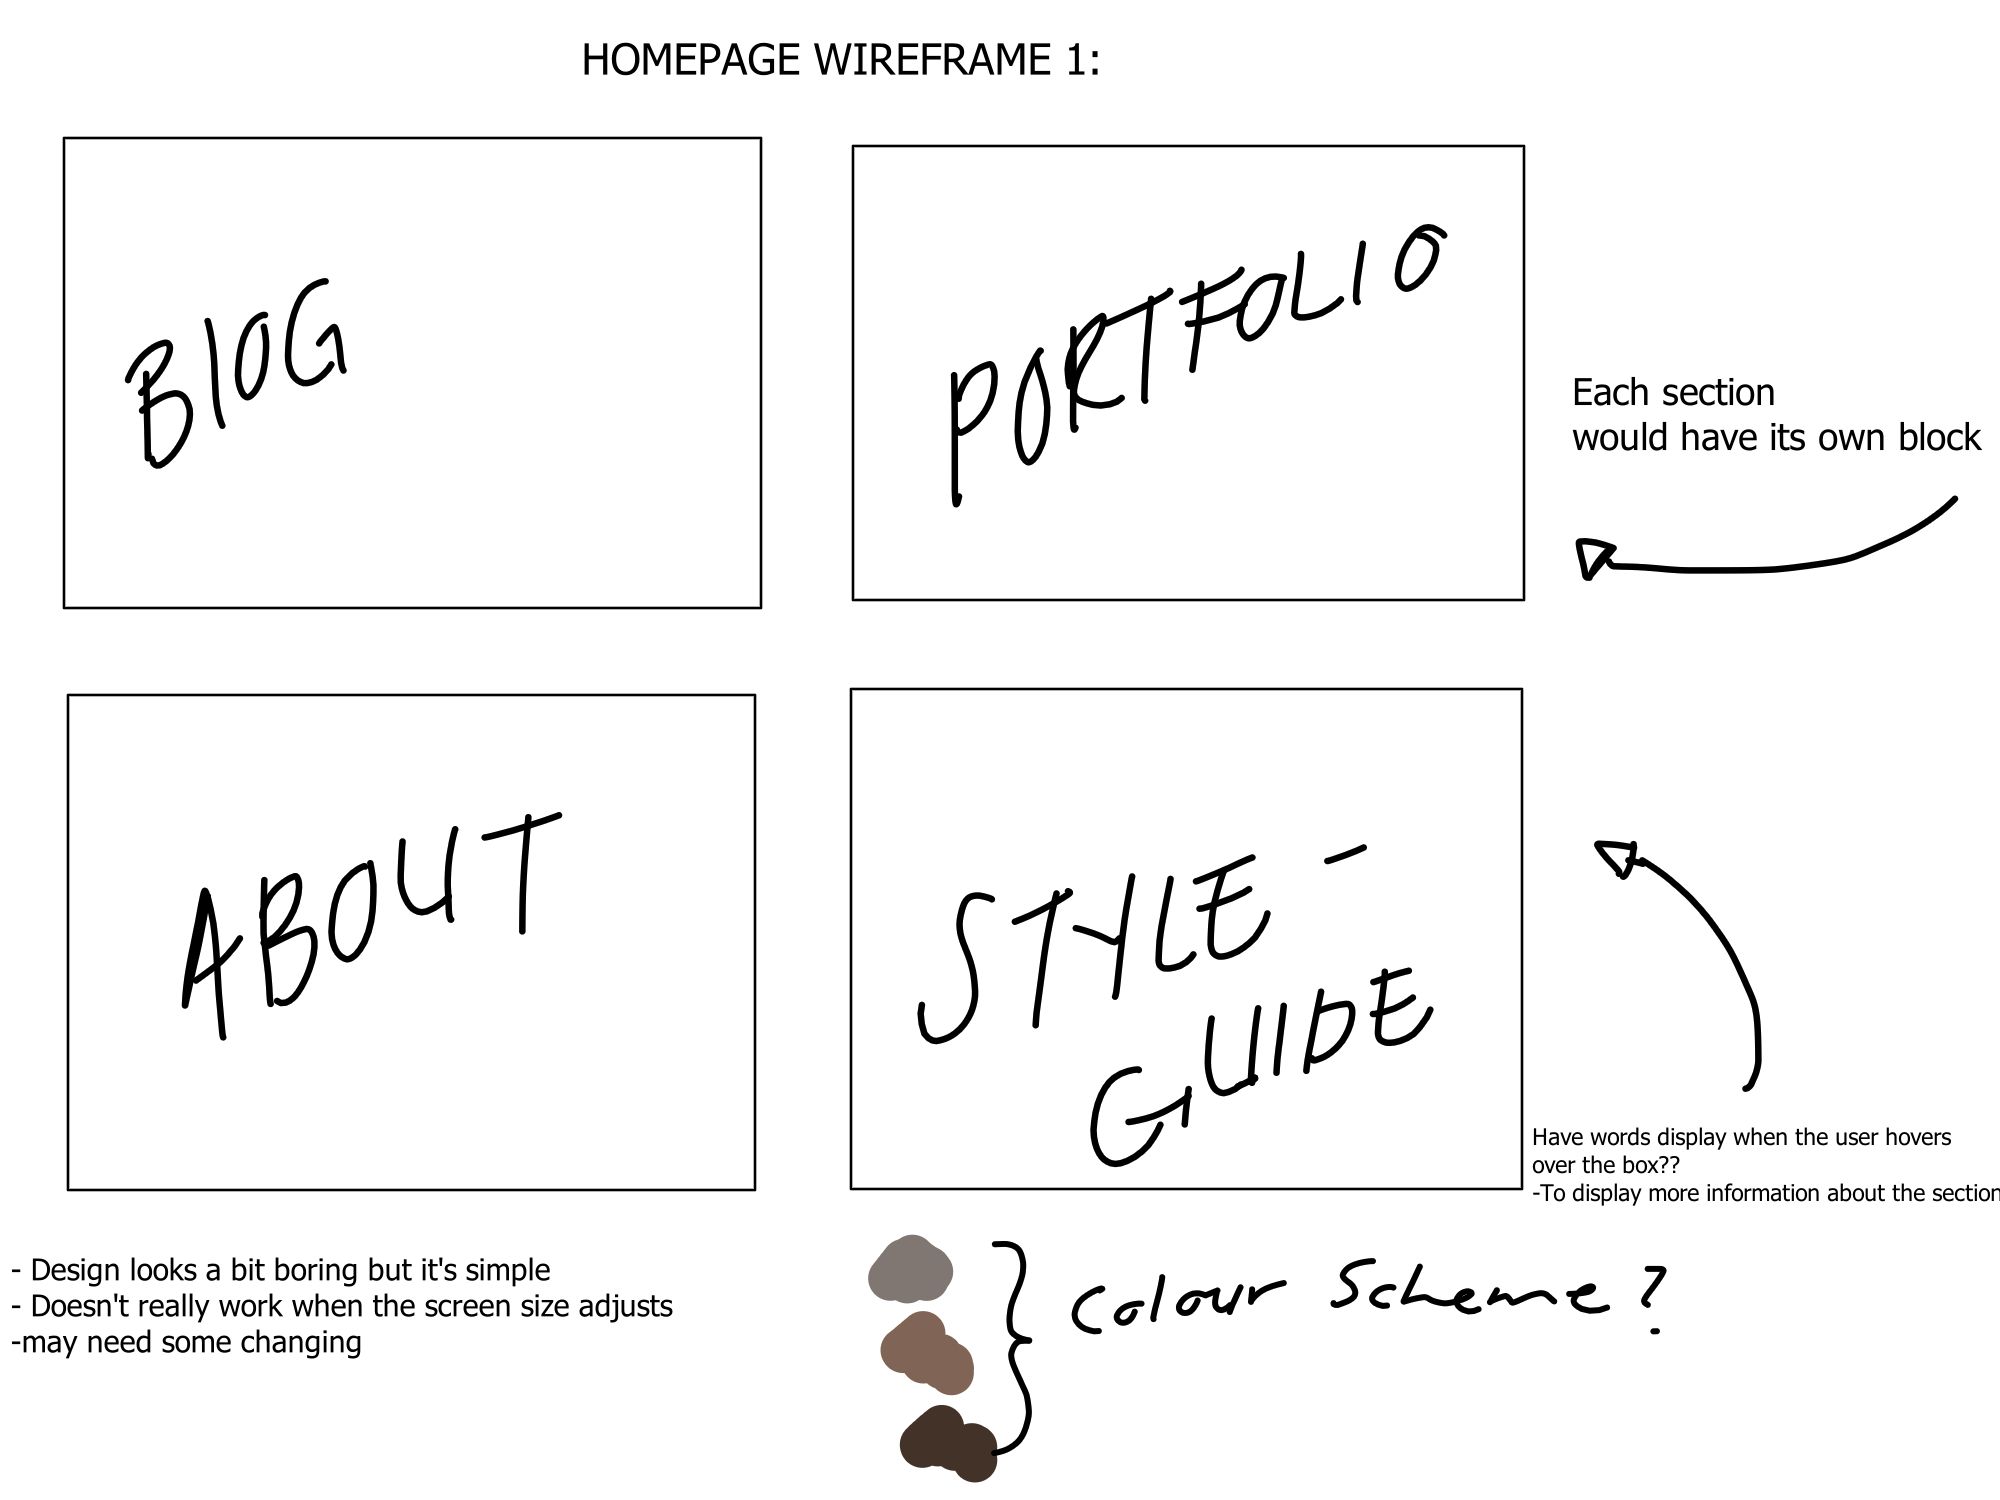 HOMEPAGE WIREFRAME 1:
BlOG
PORTFOLIO
Each section
would have its own block
ABOUT
STYLE -
GUIDE
Have words display when the user hovers
over the box??
-To display more information about the section
- Design looks a bit boring but it's simple
- Doesn't really work when the screen size adjusts
-may need some changing
Colour Scheme ?